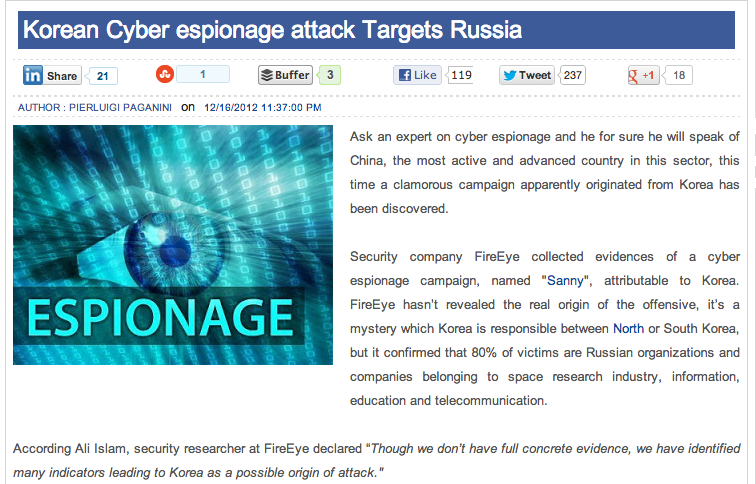 Korean Cyber espionage attack Targets Russia
Share 21 1 Buffer 3 Like 119 Tweet 237 +1 18
AUTHOR : PIERLUIGI PAGANINI on 12/16/2012 11:37:00 PM
ESPIONAGE
Ask an expert on cyber espionage and he for sure he will speak of
China, the most active and advanced country in this sector, this
time a clamorous campaign apparently originated from Korea has
been discovered.
Security company FireEye collected evidences of a cyber
espionage campaign, named "Sanny", attributable to Korea.
FireEye hasn't revealed the real origin of the offensive, it's a
mystery which Korea is responsible between North or South Korea,
but it confirmed that 80% of victims are Russian organizations and
companies belonging to space research industry, information,
education and telecommunication.
According Ali Islam, security researcher at FireEye declared “Though we don’t have full concrete evidence, we have identified
many indicators leading to Korea as a possible origin of attack."